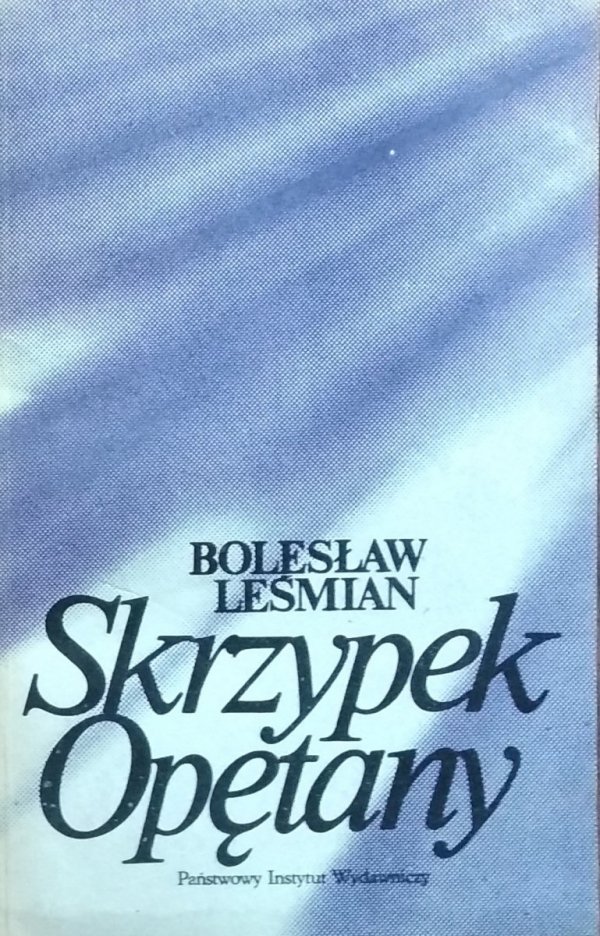 BOLESŁAW
LEŚMIAN
Skrzypek
Opętany
Państwowy Instytut Wydawniczy